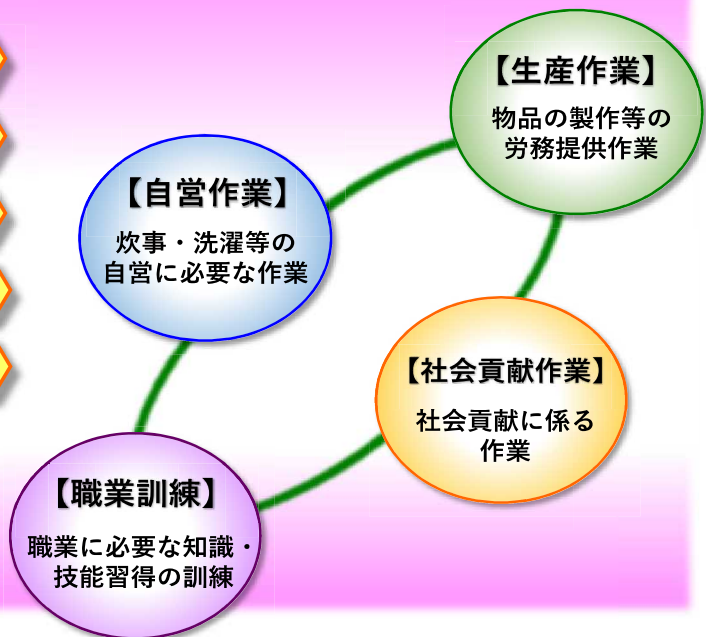 【生産作業】
物品の製作等の
労務提供作業
【自営作業】
炊事・洗濯等の
自営に必要な作業
【社会貢献作業】
社会貢献に係る
作業
【職業訓練】
職業に必要な知識・
技能習得の訓練